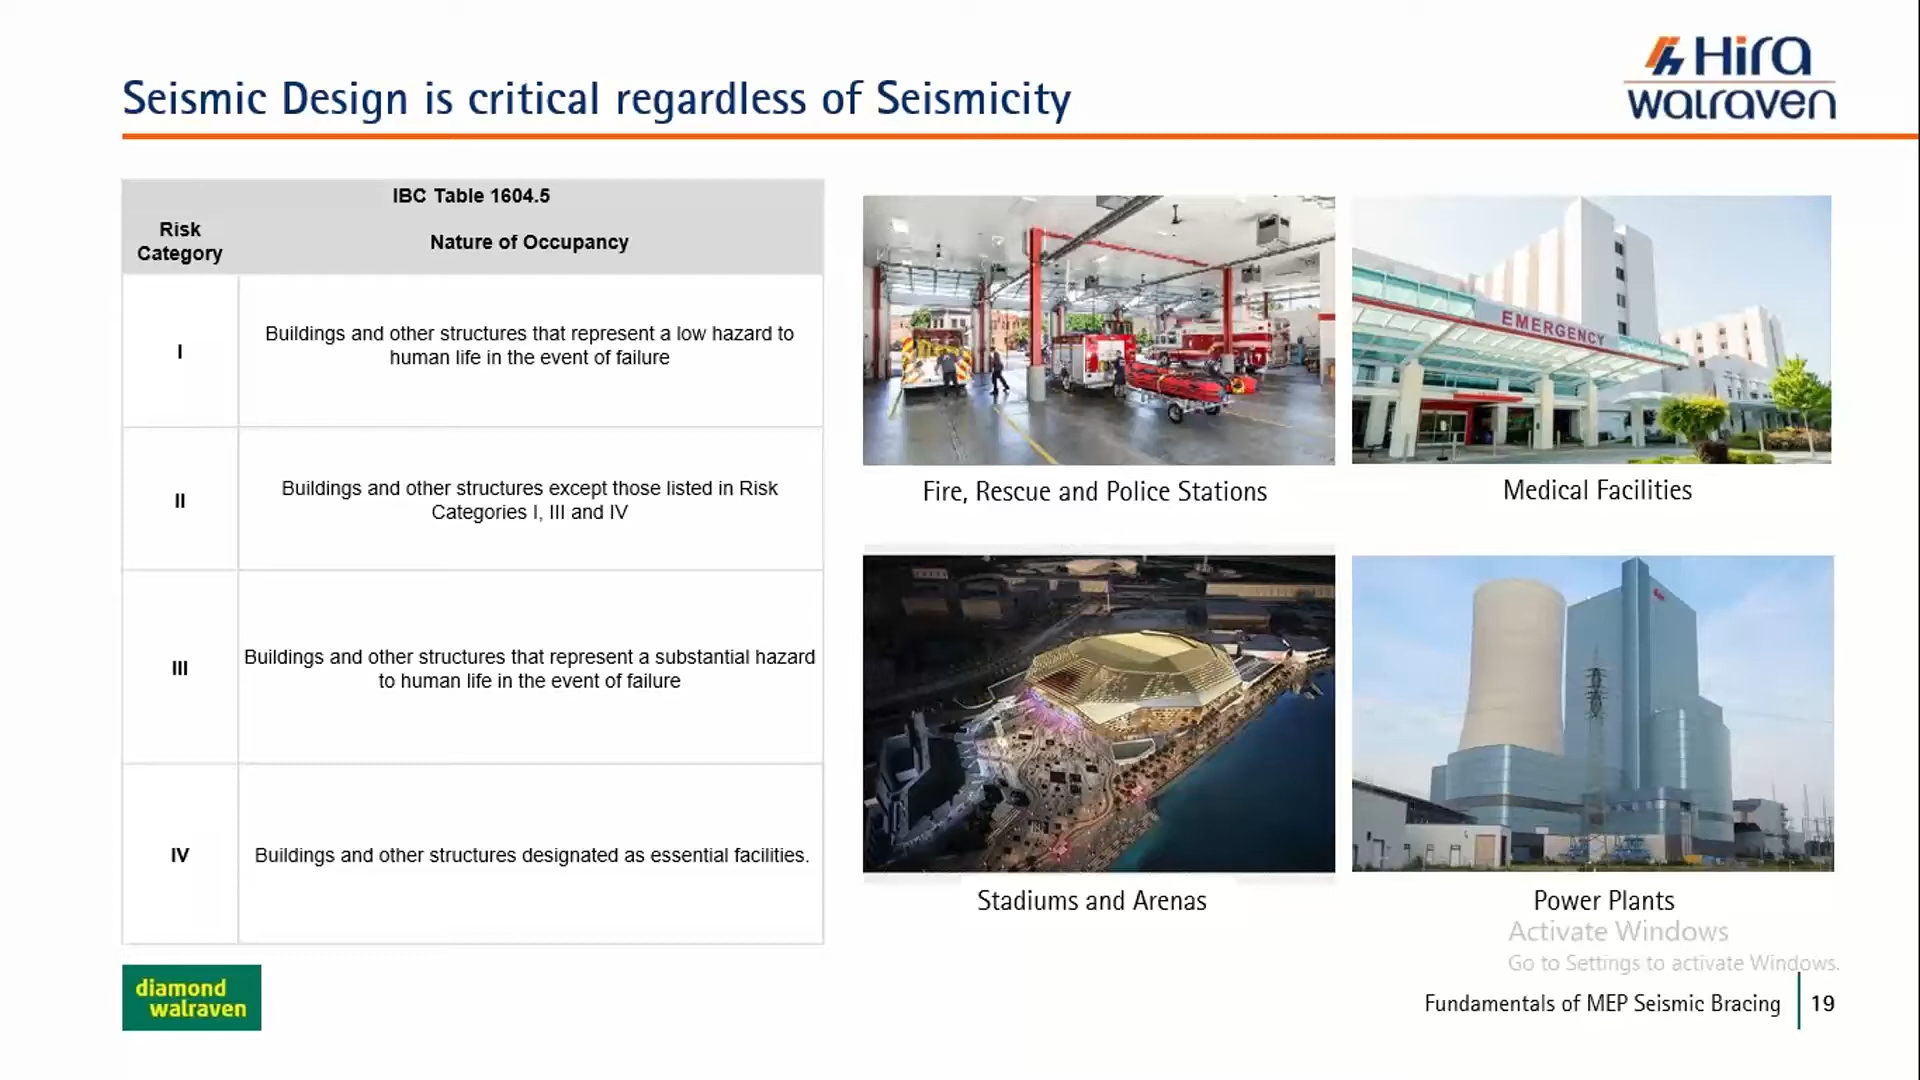 Seismic Design is critical regardless of Seismicity
Hira
walraven
IBC Table 1604.5
Risk
Category
Nature of Occupancy
I
Buildings and other structures that represent a low hazard to
human life in the event of failure
II
Buildings and other structures except those listed in Risk
Categories I, III and IV
III
Buildings and other structures that represent a substantial hazard
to human life in the event of failure
IV
Buildings and other structures designated as essential facilities.
EMERGENCY
Fire, Rescue and Police Stations
Medical Facilities
Stadiums and Arenas
Power Plants
Activate Windows
Go to Settings to activate Windows.
diamond
walraven
Fundamentals of MEP Seismic Bracing
19